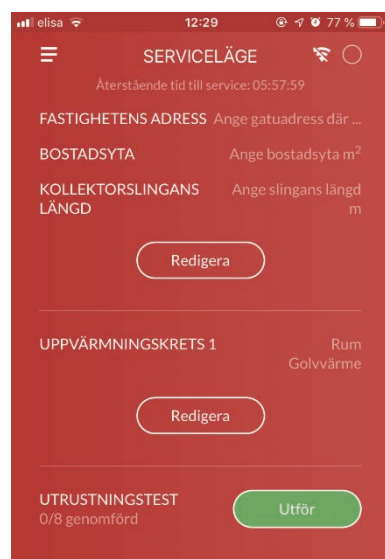 elisa 12:29 77 %
SERVICELÄGE
Återstående tid till service: 05:57:59
FASTIGHETENS ADRESS Ange gatuadress där ...
BOSTADSYTA Ange bostadsyta m²
KOLLEKTORSLINGANS Ange slingans längd
LÄNGD m
Redigera
UPPVÄRMNINGSKRETS 1 Rum
Golvvärme
Redigera
UTRUSTNINGSTEST Utför
0/8 genomförd